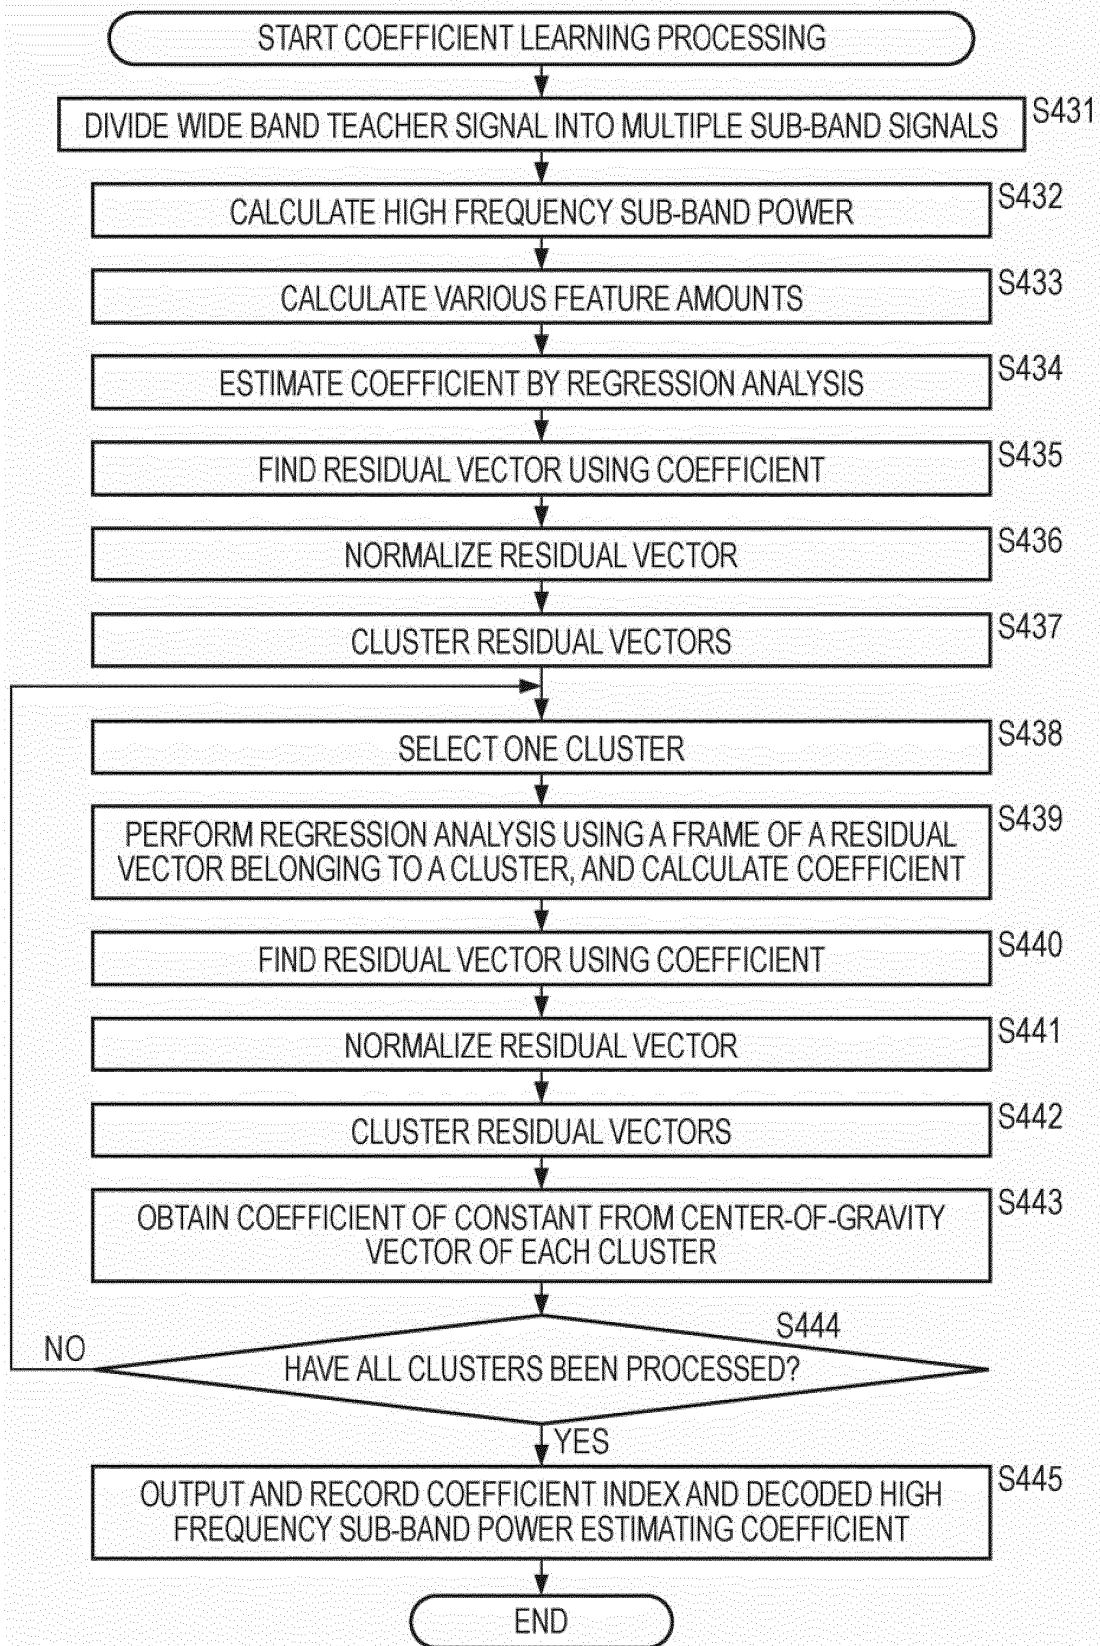 START COEFFICIENT LEARNING PROCESSING
DIVIDE WIDE BAND TEACHER SIGNAL INTO MULTIPLE SUB-BAND SIGNALS
S431
CALCULATE HIGH FREQUENCY SUB-BAND POWER
S432
CALCULATE VARIOUS FEATURE AMOUNTS
S433
ESTIMATE COEFFICIENT BY REGRESSION ANALYSIS
S434
FIND RESIDUAL VECTOR USING COEFFICIENT
S435
NORMALIZE RESIDUAL VECTOR
S436
CLUSTER RESIDUAL VECTORS
S437
SELECT ONE CLUSTER
S438
PERFORM REGRESSION ANALYSIS USING A FRAME OF A RESIDUAL
VECTOR BELONGING TO A CLUSTER, AND CALCULATE COEFFICIENT
S439
FIND RESIDUAL VECTOR USING COEFFICIENT
S440
NORMALIZE RESIDUAL VECTOR
S441
CLUSTER RESIDUAL VECTORS
S442
OBTAIN COEFFICIENT OF CONSTANT FROM CENTER-OF-GRAVITY
VECTOR OF EACH CLUSTER
S443
S444
NO
HAVE ALL CLUSTERS BEEN PROCESSED?
YES
OUTPUT AND RECORD COEFFICIENT INDEX AND DECODED HIGH
FREQUENCY SUB-BAND POWER ESTIMATING COEFFICIENT
S445
END